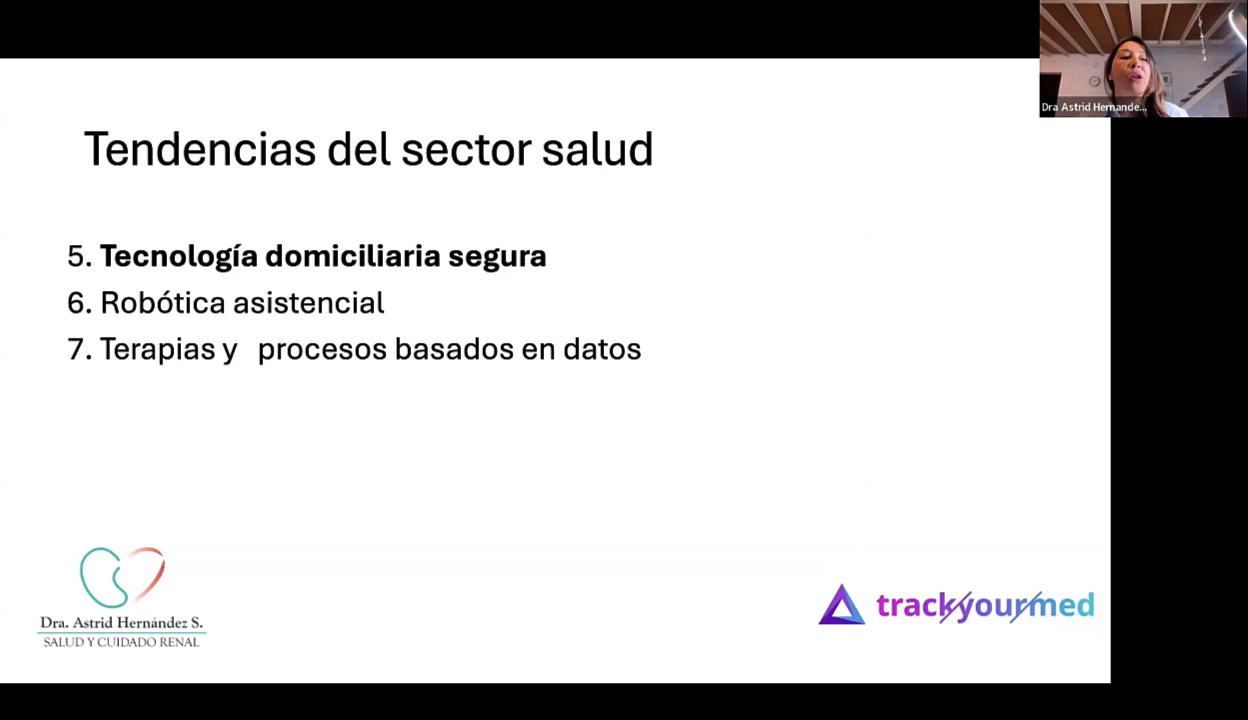 Dra Astrid Hernande...
Tendencias del sector salud
5. Tecnología domiciliaria segura
6. Robótica asistencial
7. Terapias y procesos basados en datos
Dra. Astrid Hernández S.
SALUD Y CUIDADO RENAL
trackyourmed